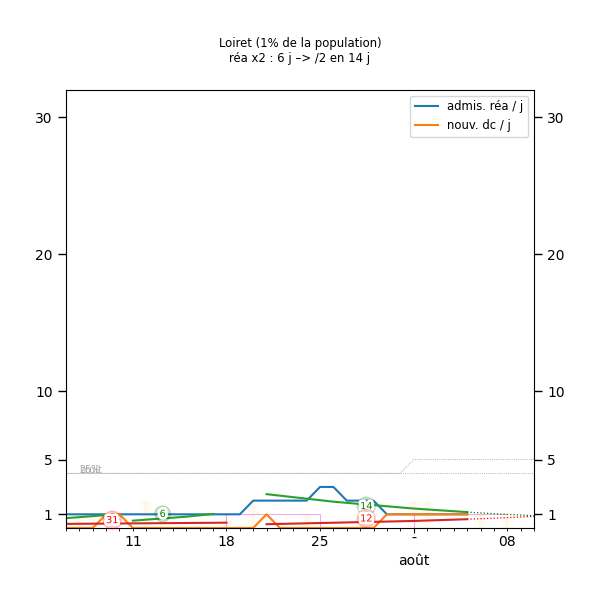 Loiret (1% de la population)
réa x2 : 6 j –> /2 en 14 j
admis. réa / j
nouv. dc / j
30 30
20 20
10 10
5 5
1 1
14
6
31 12
11 18 25 - 08
août